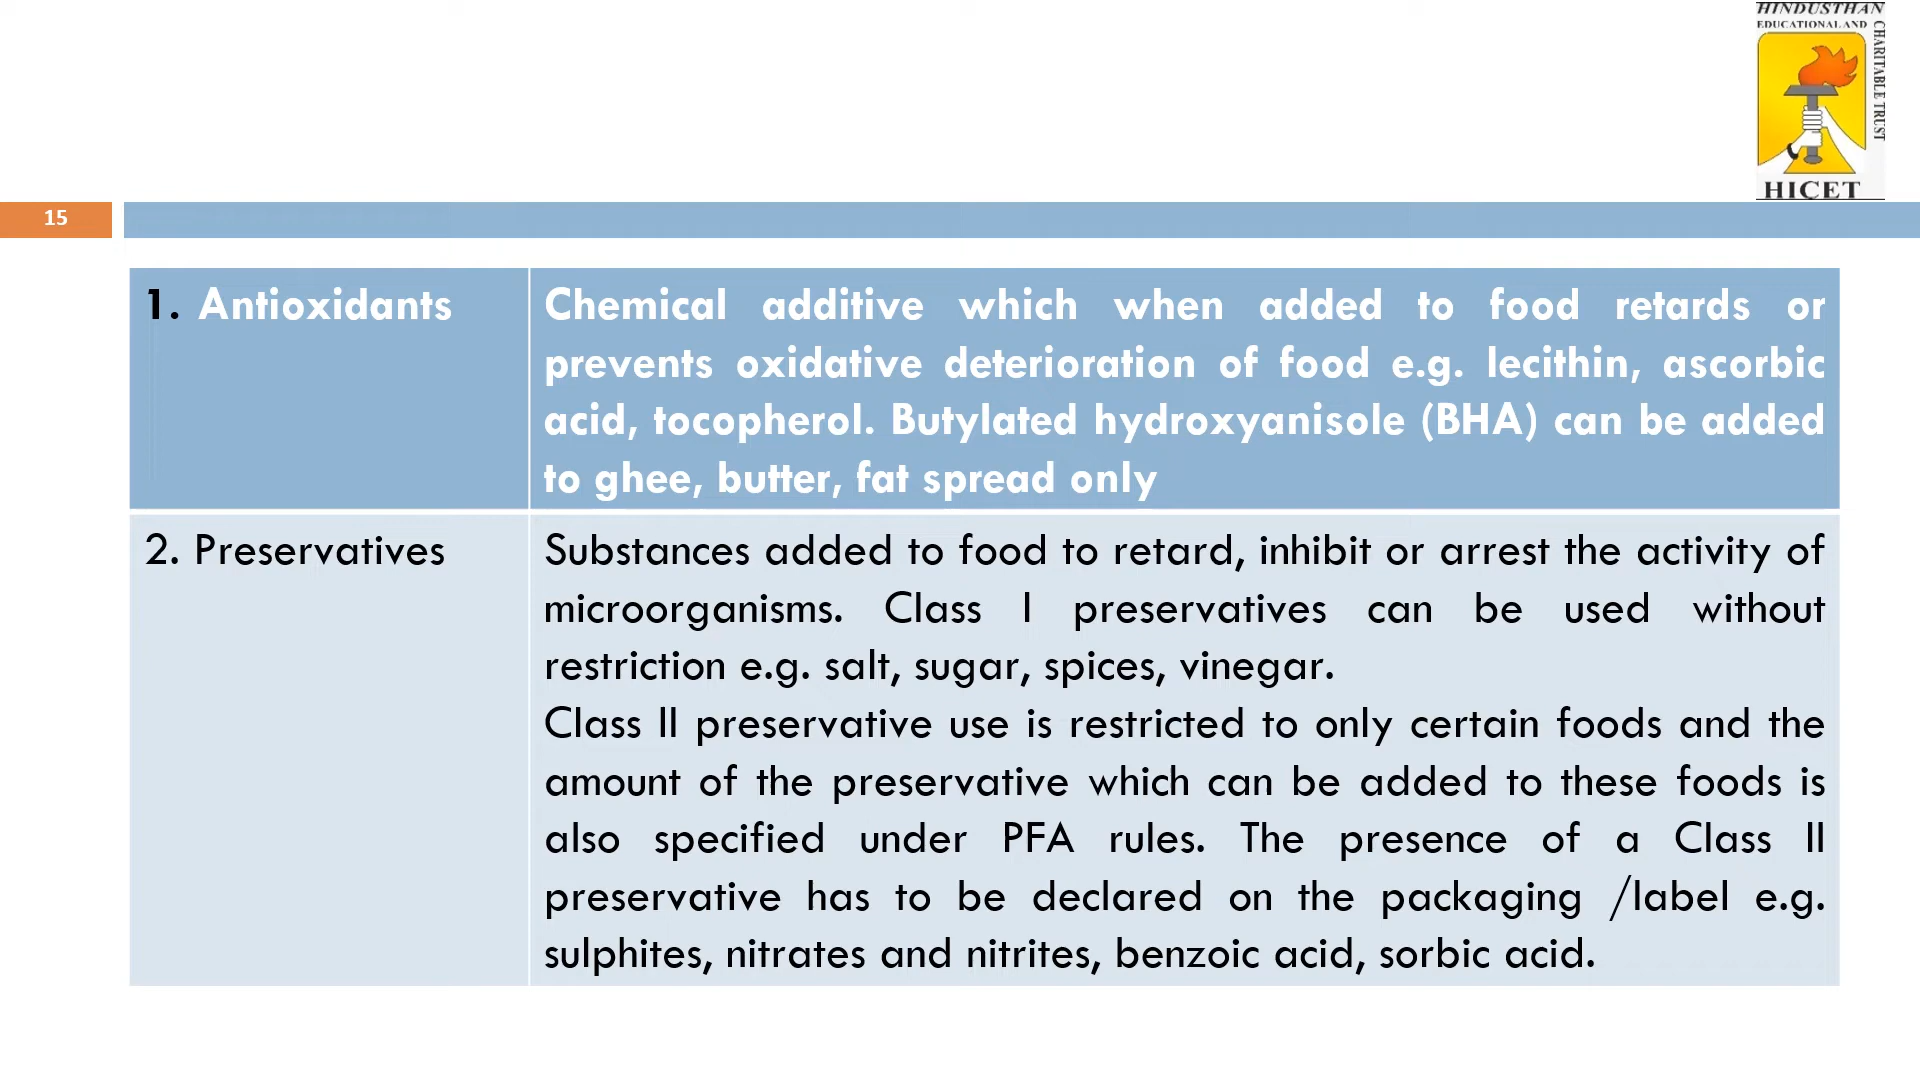 HINDUSTHAN
EDUCATIONAL AND
CHARITABLE TRUST
HICET
15
1. Antioxidants
Chemical additive which when added to food retards or
prevents oxidative deterioration of food e.g. lecithin, ascorbic
acid, tocopherol. Butylated hydroxyanisole (BHA) can be added
to ghee, butter, fat spread only
2. Preservatives
Substances added to food to retard, inhibit or arrest the activity of
microorganisms. Class I preservatives can be used without
restriction e.g. salt, sugar, spices, vinegar.
Class II preservative use is restricted to only certain foods and the
amount of the preservative which can be added to these foods is
also specified under PFA rules. The presence of a Class II
preservative has to be declared on the packaging /label e.g.
sulphites, nitrates and nitrites, benzoic acid, sorbic acid.